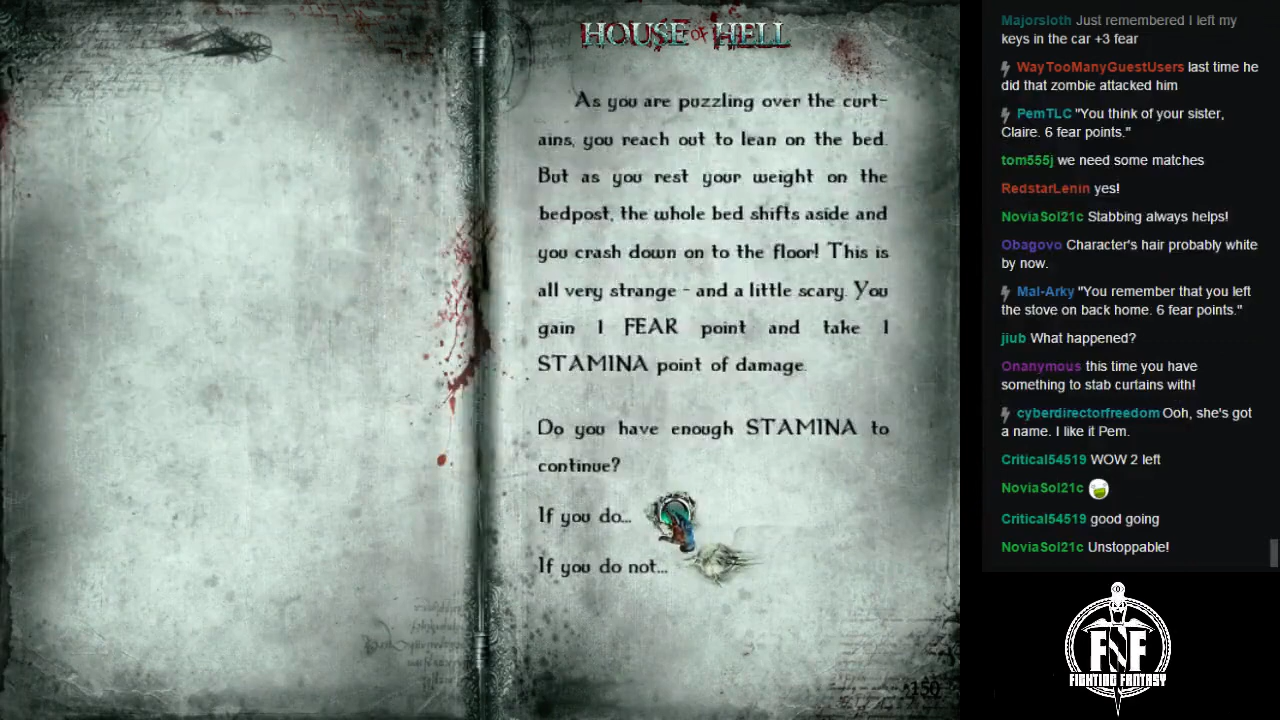 HOUSE OF HELL
As you are puzzling over the curt-
ains, you reach out to lean on the bed.
But as you rest your weight on the
bedpost, the whole bed shifts aside and
you crash down on to the floor! This is
all very strange - and a little scary. You
gain 1 FEAR point and take 1
STAMINA point of damage.
Do you have enough STAMINA to
continue?
If you do...
If you do not...
150
Majorsloth Just remembered I left my
keys in the car +3 fear
WayTooManyGuestUsers last time he
did that zombie attacked him
PemTLC "You think of your sister,
Claire. 6 fear points."
tom555j we need some matches
RedstarLenin yes!
NoviaSol21c Stabbing always helps!
Obagovo Character's hair probably white
by now.
Mal-Arky "You remember that you left
the stove on back home. 6 fear points."
jiub What happened?
Onanymous this time you have
something to stab curtains with!
cyberdirectorfreedom Ooh, she's got
a name. I like it Pem.
Critical54519 WOW 2 left
NoviaSol21c
Critical54519 good going
NoviaSol21c Unstoppable!
FF
FIGHTING FANTASY